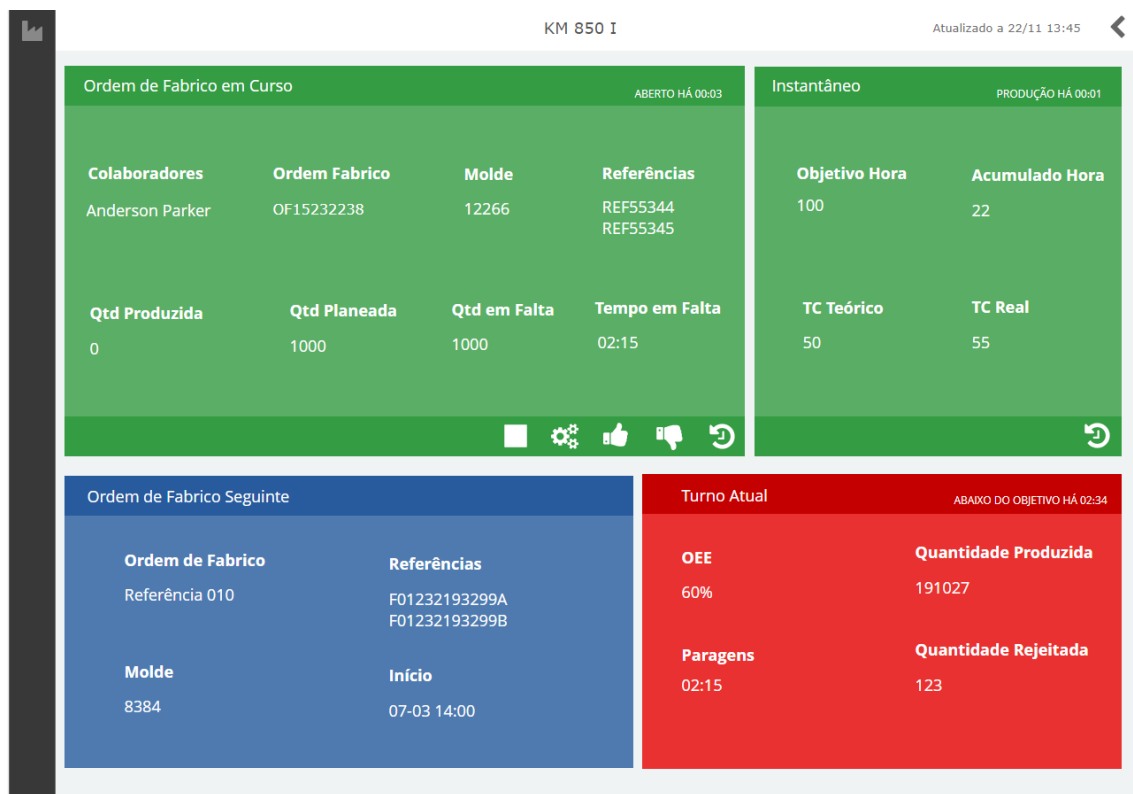 KM 850 I
Atualizado a 22/11 13:45
Ordem de Fabrico em Curso
ABERTO HÁ 00:03
Colaboradores
Anderson Parker
Ordem Fabrico
OF15232238
Molde
12266
Referências
REF55344
REF55345
Qtd Produzida
0
Qtd Planeada
1000
Qtd em Falta
1000
Tempo em Falta
02:15
Instantâneo
PRODUÇÃO HÁ 00:01
Objetivo Hora
100
Acumulado Hora
22
TC Teórico
50
TC Real
55
Ordem de Fabrico Seguinte
Ordem de Fabrico
Referência 010
Referências
F01232193299A
F01232193299B
Molde
8384
Início
07-03 14:00
Turno Atual
ABAIXO DO OBJETIVO HÁ 02:34
OEE
60%
Quantidade Produzida
191027
Paragens
02:15
Quantidade Rejeitada
123